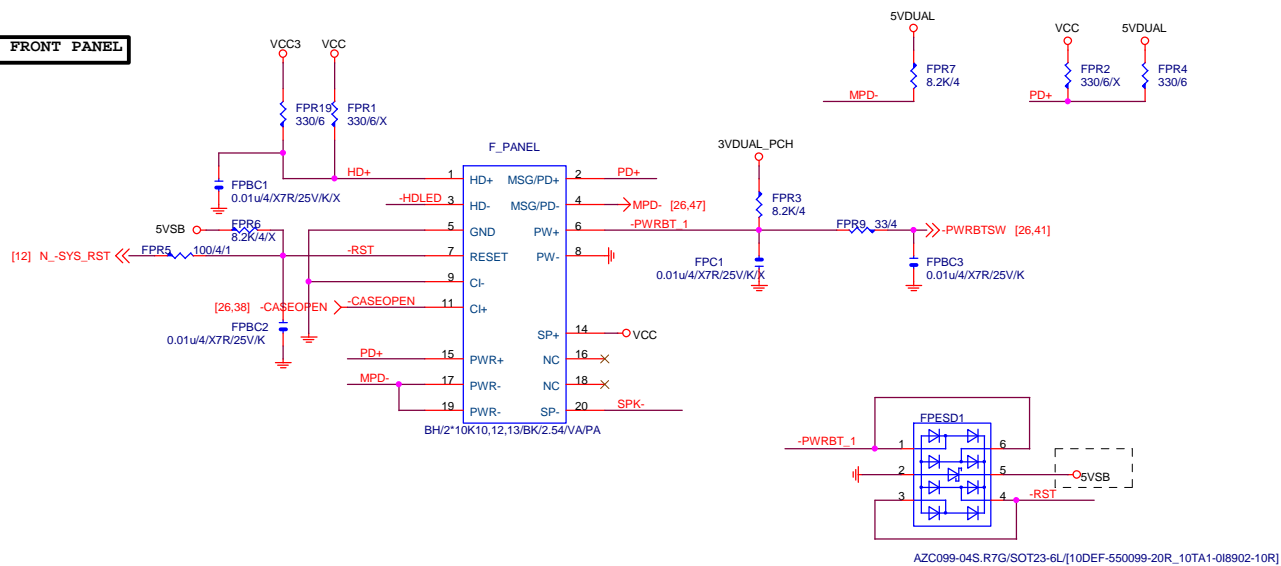 FRONT PANEL
VCC3 VCC
FPR19 330/6
FPR1 330/6/X
FPBC1
0.01u/4/X7R/25V/K/X
HD+
-HDLED
5VSB
FPR6
8.2K/4/X
[12] N_-SYS_RST
FPR5 100/4/1
-RST
[26,38] -CASEOPEN
-CASEOPEN
FPBC2
0.01u/4/X7R/25V/K
PD+
MPD-
F_PANEL
1 HD+ MSG/PD+ 2
3 HD- MSG/PD- 4
5 GND PW+ 6
7 RESET PW- 8
9 CI-
11 CI+
SP+ 14
15 PWR+ NC 16
17 PWR- NC 18
19 PWR- SP- 20
BH/2*10K10,12,13/BK/2.54/VA/PA
PD+
MPD- [26,47]
-PWRBT_1
VCC
SPK-
3VDUAL_PCH
FPR3
8.2K/4
FPR9 33/4
-PWRBTSW [26,41]
FPC1
0.01u/4/X7R/25V/K/X
FPBC3
0.01u/4/X7R/25V/K
5VDUAL
FPR7
8.2K/4
MPD-
VCC 5VDUAL
FPR2
330/6/X
FPR4
330/6
PD+
FPESD1
-PWRBT_1
1 6
2 5
3 4
5VSB
-RST
AZC099-04S.R7G/SOT23-6L/[10DEF-550099-20R_10TA1-0I8902-10R]